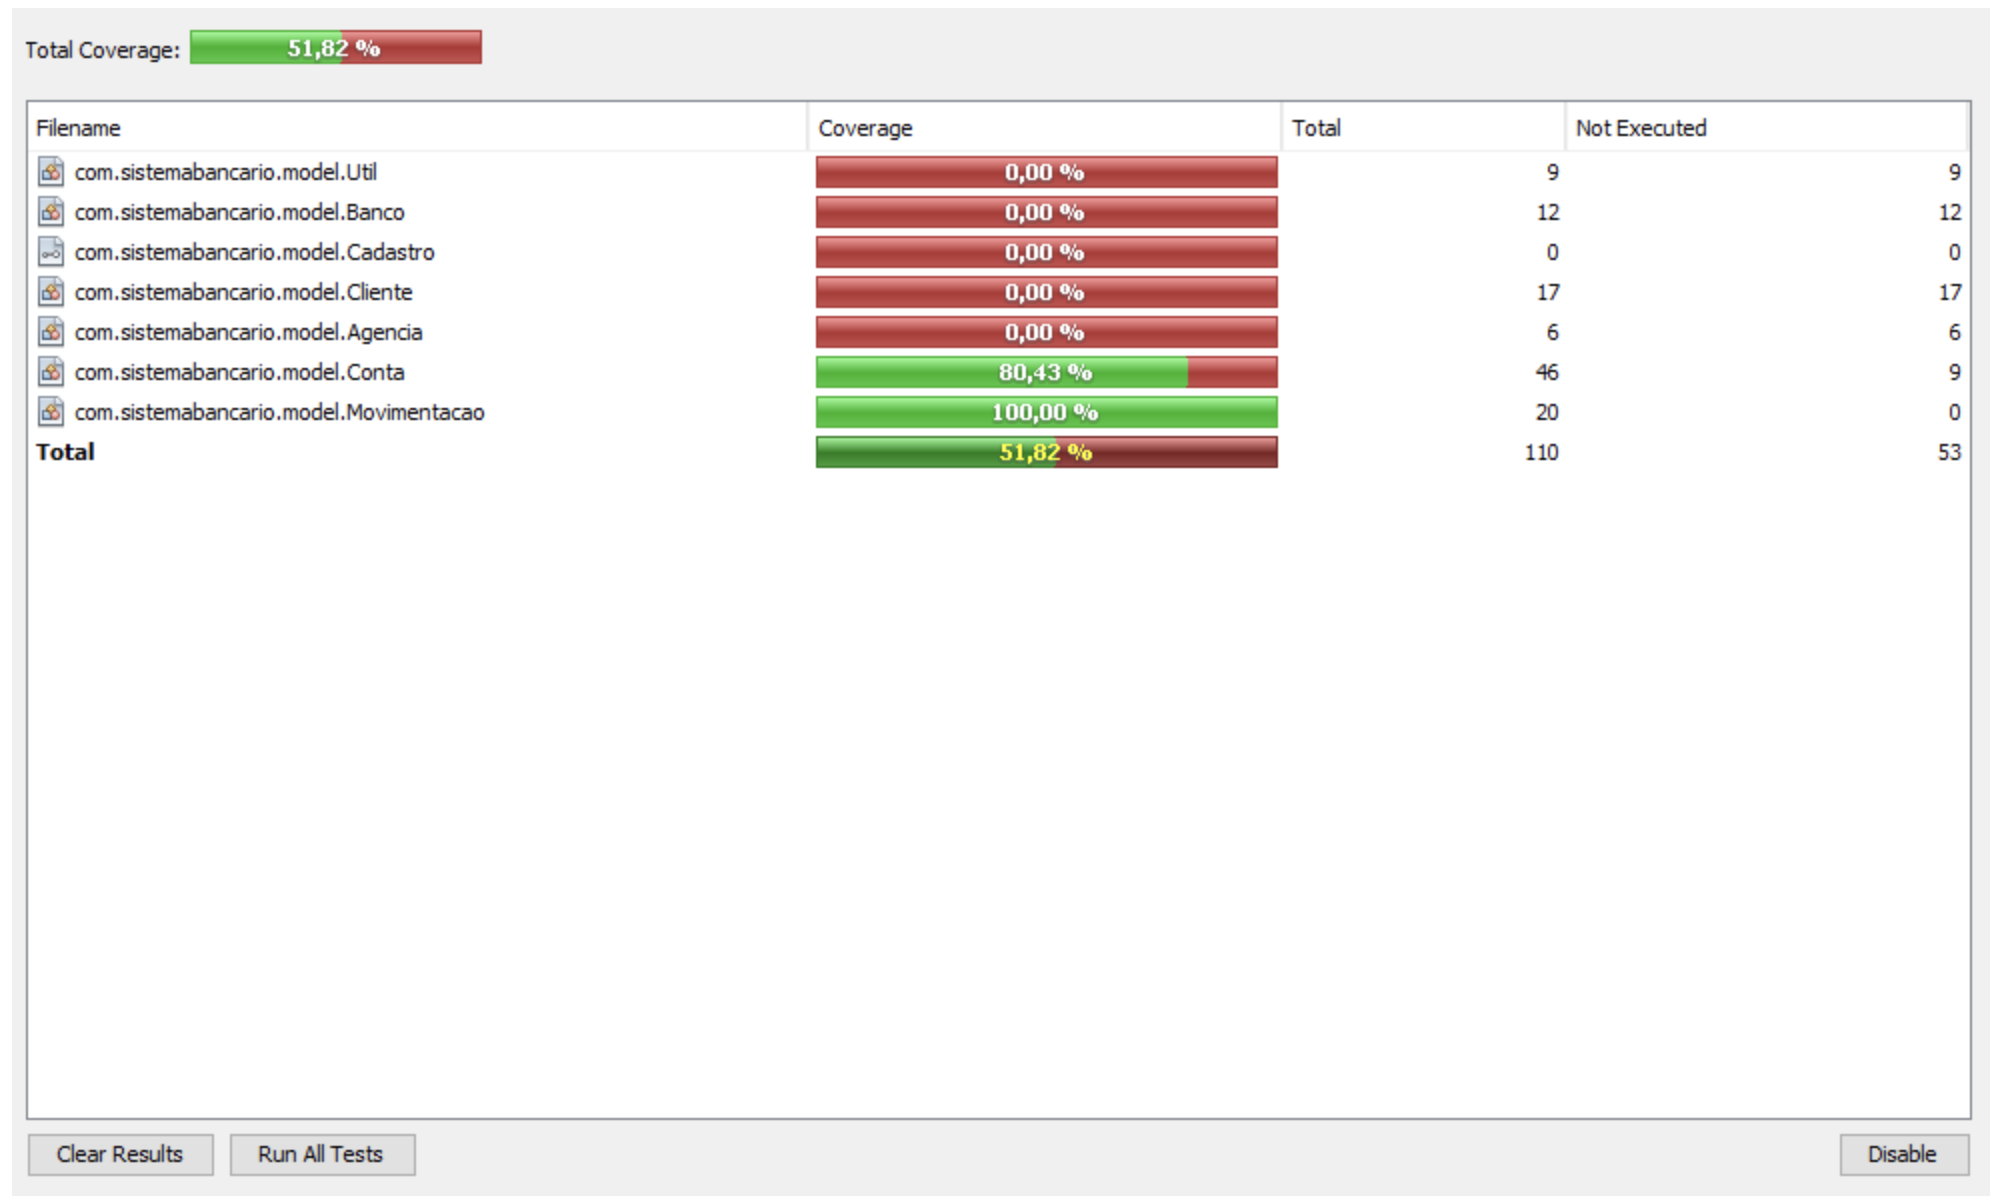 Total Coverage: 51,82 %
Filename Coverage Total Not Executed
com.sistemabancario.model.Util 0,00 % 9 9
com.sistemabancario.model.Banco 0,00 % 12 12
com.sistemabancario.model.Cadastro 0,00 % 0 0
com.sistemabancario.model.Cliente 0,00 % 17 17
com.sistemabancario.model.Agencia 0,00 % 6 6
com.sistemabancario.model.Conta 80,43 % 46 9
com.sistemabancario.model.Movimentacao 100,00 % 20 0
Total 51,82 % 110 53
Clear Results Run All Tests Disable